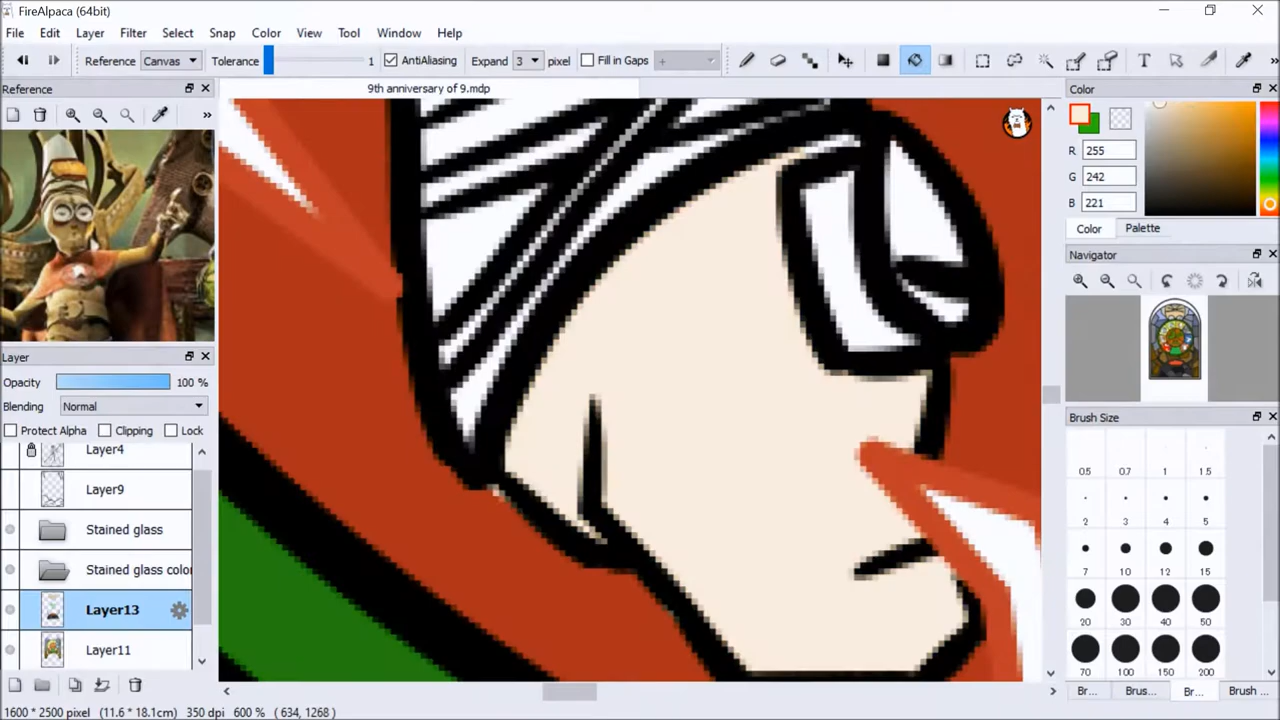 FireAlpaca (64bit)
File Edit Layer Filter Select Snap Color View Tool Window Help
Reference Canvas Tolerance 1 AntiAliasing Expand 3 pixel Fill in Gaps +
Reference
9th anniversary of 9.mdp
Color
R 255
G 242
B 221
Color Palette
Navigator
Layer
Opacity 100 %
Blending Normal
Protect Alpha Clipping Lock
Layer4
Layer9
Stained glass
Stained glass color
Layer13
Layer11
Brush Size
0.5 0.7 1 1.5
2 3 4 5
7 10 12 15
20 30 40 50
70 100 150 200
Br... Brus... Br... Brush ...
1600 * 2500 pixel (11.6 * 18.1cm) 350 dpi 600 % ( 634, 1268 )